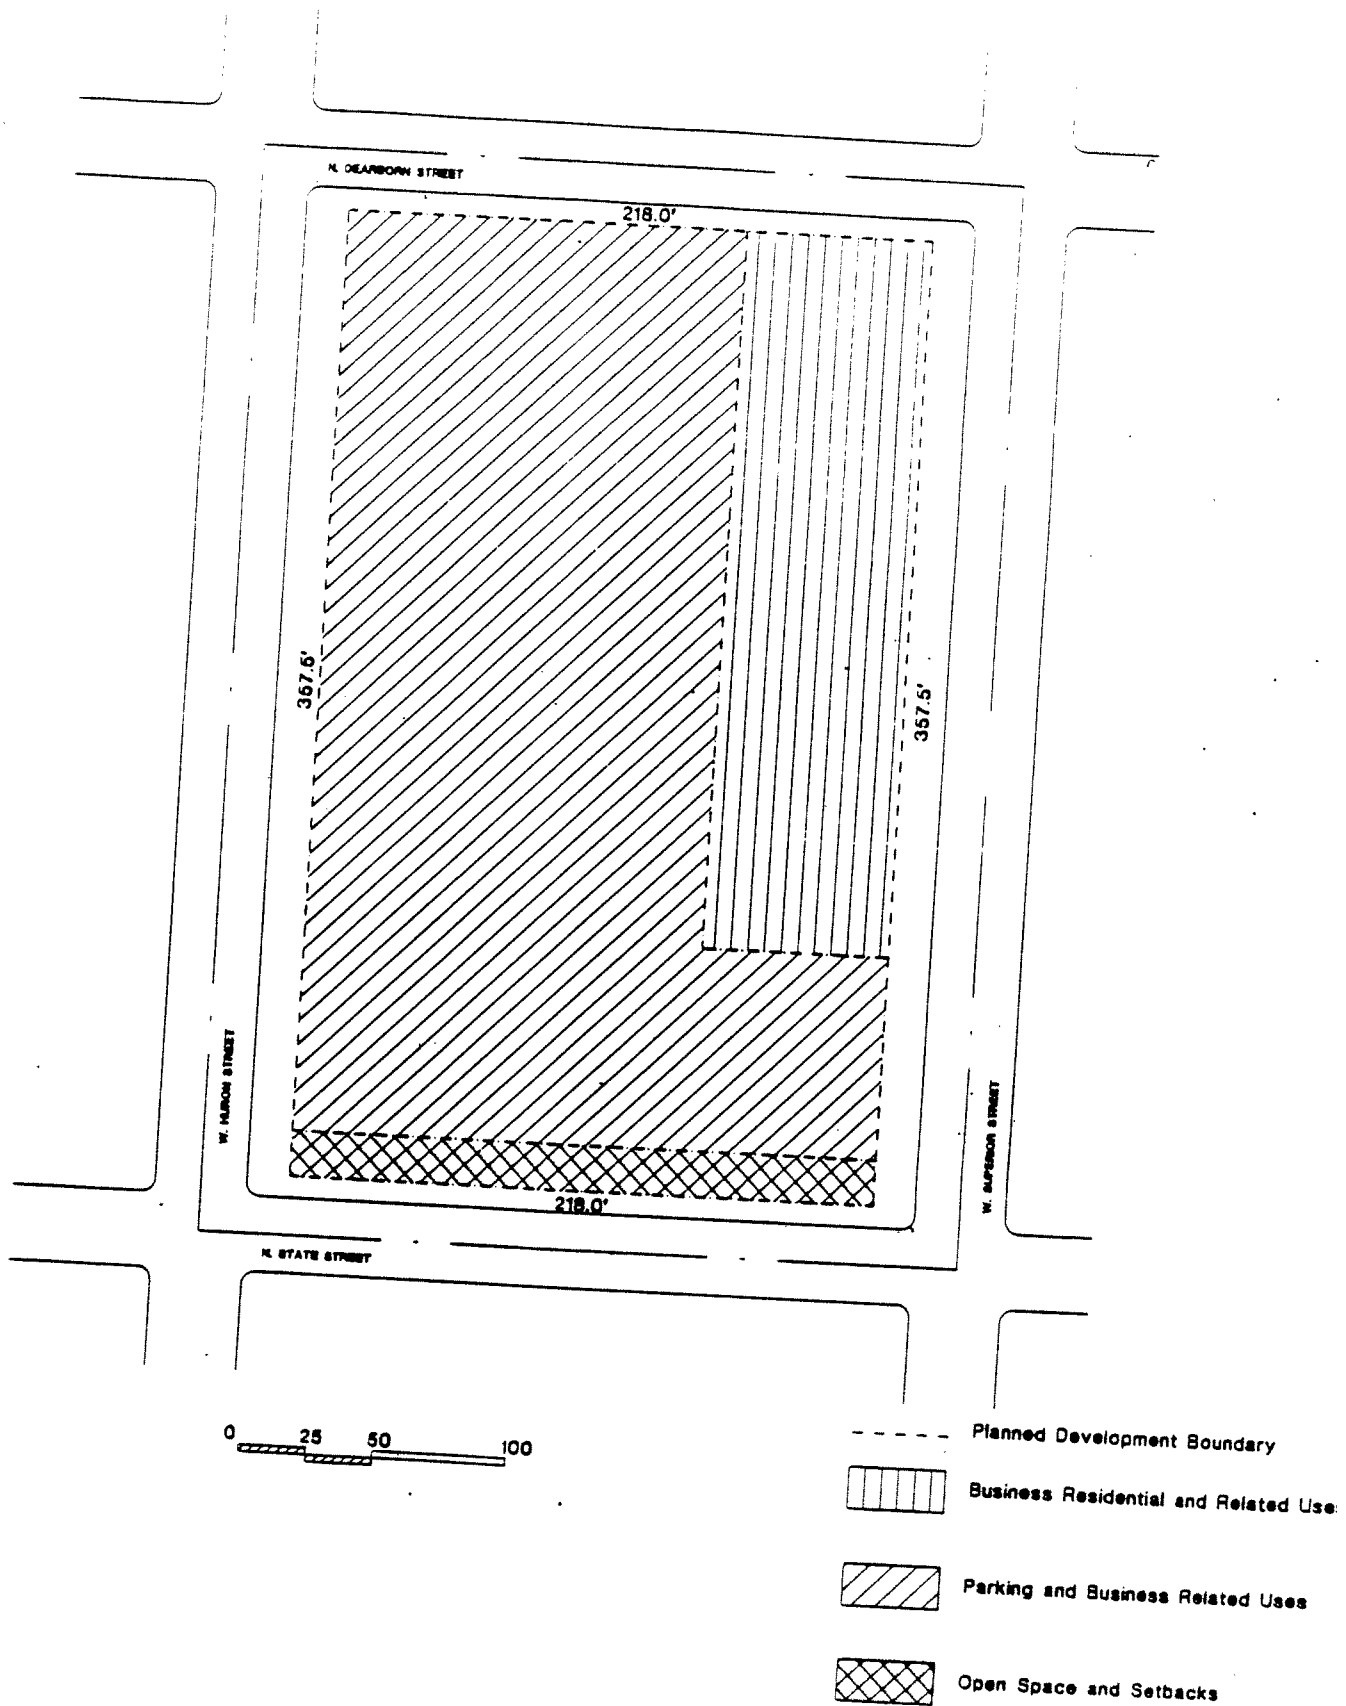 N. DEARBORN STREET
218.0'
357.5'
357.5'
W. HURON STREET
W. SUPERIOR STREET
218.0'
N. STATE STREET
0 25 50 100
Planned Development Boundary
Business Residential and Related Use
Parking and Business Related Uses
Open Space and Setbacks